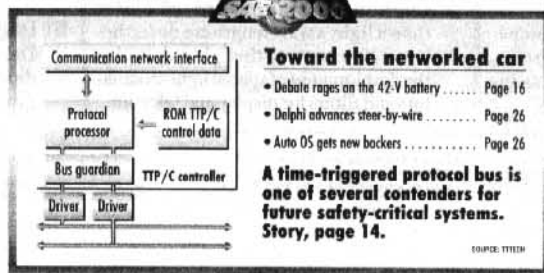 SAE 2000
Communication network interface
Protocol
processor
ROM TTP/C
control data
Bus guardian
TTP/C controller
Driver
Driver
Toward the networked car
• Debate rages on the 42-V battery ...... Page 16
• Delphi advances steer-by-wire ........ Page 26
• Auto OS gets new backers ........... Page 26
A time-triggered protocol bus is
one of several contenders for
future safety-critical systems.
Story, page 14.
SOURCE: TTTECH